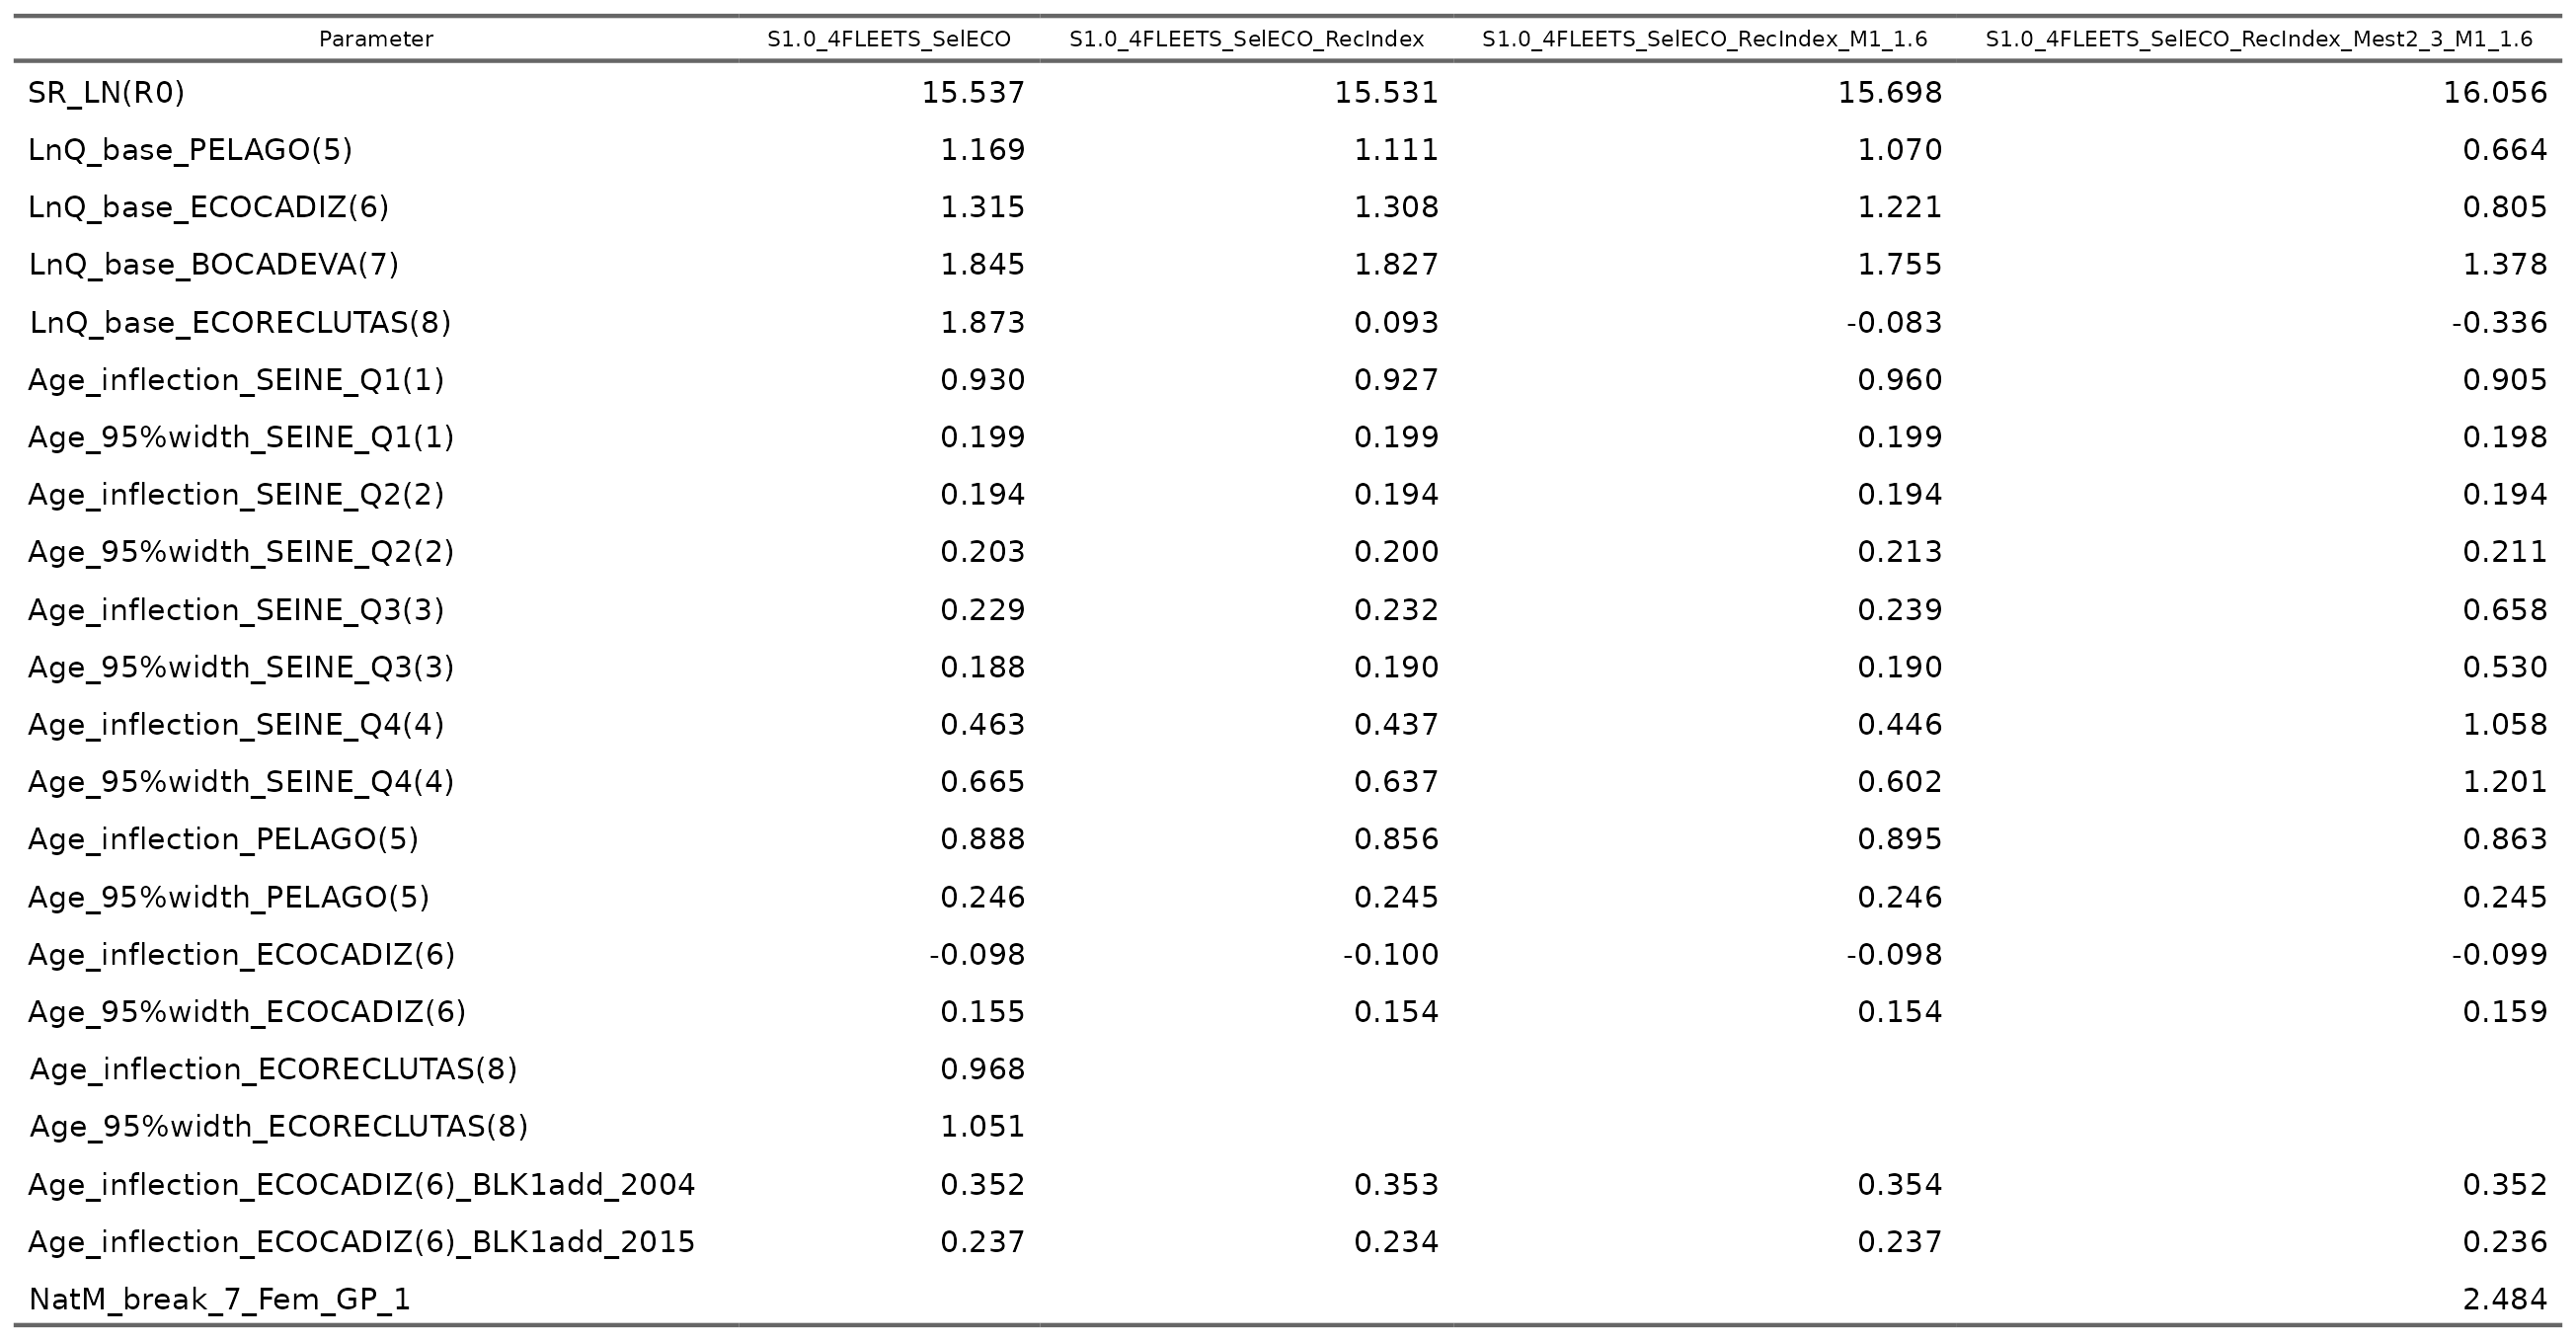 Parameter S1.0_4FLEETS_SelECO S1.0_4FLEETS_SelECO_RecIndex S1.0_4FLEETS_SelECO_RecIndex_M1_1.6 S1.0_4FLEETS_SelECO_RecIndex_Mest2_3_M1_1.6
SR_LN(R0) 15.537 15.531 15.698 16.056
LnQ_base_PELAGO(5) 1.169 1.111 1.070 0.664
LnQ_base_ECOCADIZ(6) 1.315 1.308 1.221 0.805
LnQ_base_BOCADEVA(7) 1.845 1.827 1.755 1.378
LnQ_base_ECORECLUTAS(8) 1.873 0.093 -0.083 -0.336
Age_inflection_SEINE_Q1(1) 0.930 0.927 0.960 0.905
Age_95%width_SEINE_Q1(1) 0.199 0.199 0.199 0.198
Age_inflection_SEINE_Q2(2) 0.194 0.194 0.194 0.194
Age_95%width_SEINE_Q2(2) 0.203 0.200 0.213 0.211
Age_inflection_SEINE_Q3(3) 0.229 0.232 0.239 0.658
Age_95%width_SEINE_Q3(3) 0.188 0.190 0.190 0.530
Age_inflection_SEINE_Q4(4) 0.463 0.437 0.446 1.058
Age_95%width_SEINE_Q4(4) 0.665 0.637 0.602 1.201
Age_inflection_PELAGO(5) 0.888 0.856 0.895 0.863
Age_95%width_PELAGO(5) 0.246 0.245 0.246 0.245
Age_inflection_ECOCADIZ(6) -0.098 -0.100 -0.098 -0.099
Age_95%width_ECOCADIZ(6) 0.155 0.154 0.154 0.159
Age_inflection_ECORECLUTAS(8) 0.968
Age_95%width_ECORECLUTAS(8) 1.051
Age_inflection_ECOCADIZ(6)_BLK1add_2004 0.352 0.353 0.354 0.352
Age_inflection_ECOCADIZ(6)_BLK1add_2015 0.237 0.234 0.237 0.236
NatM_break_7_Fem_GP_1 2.484